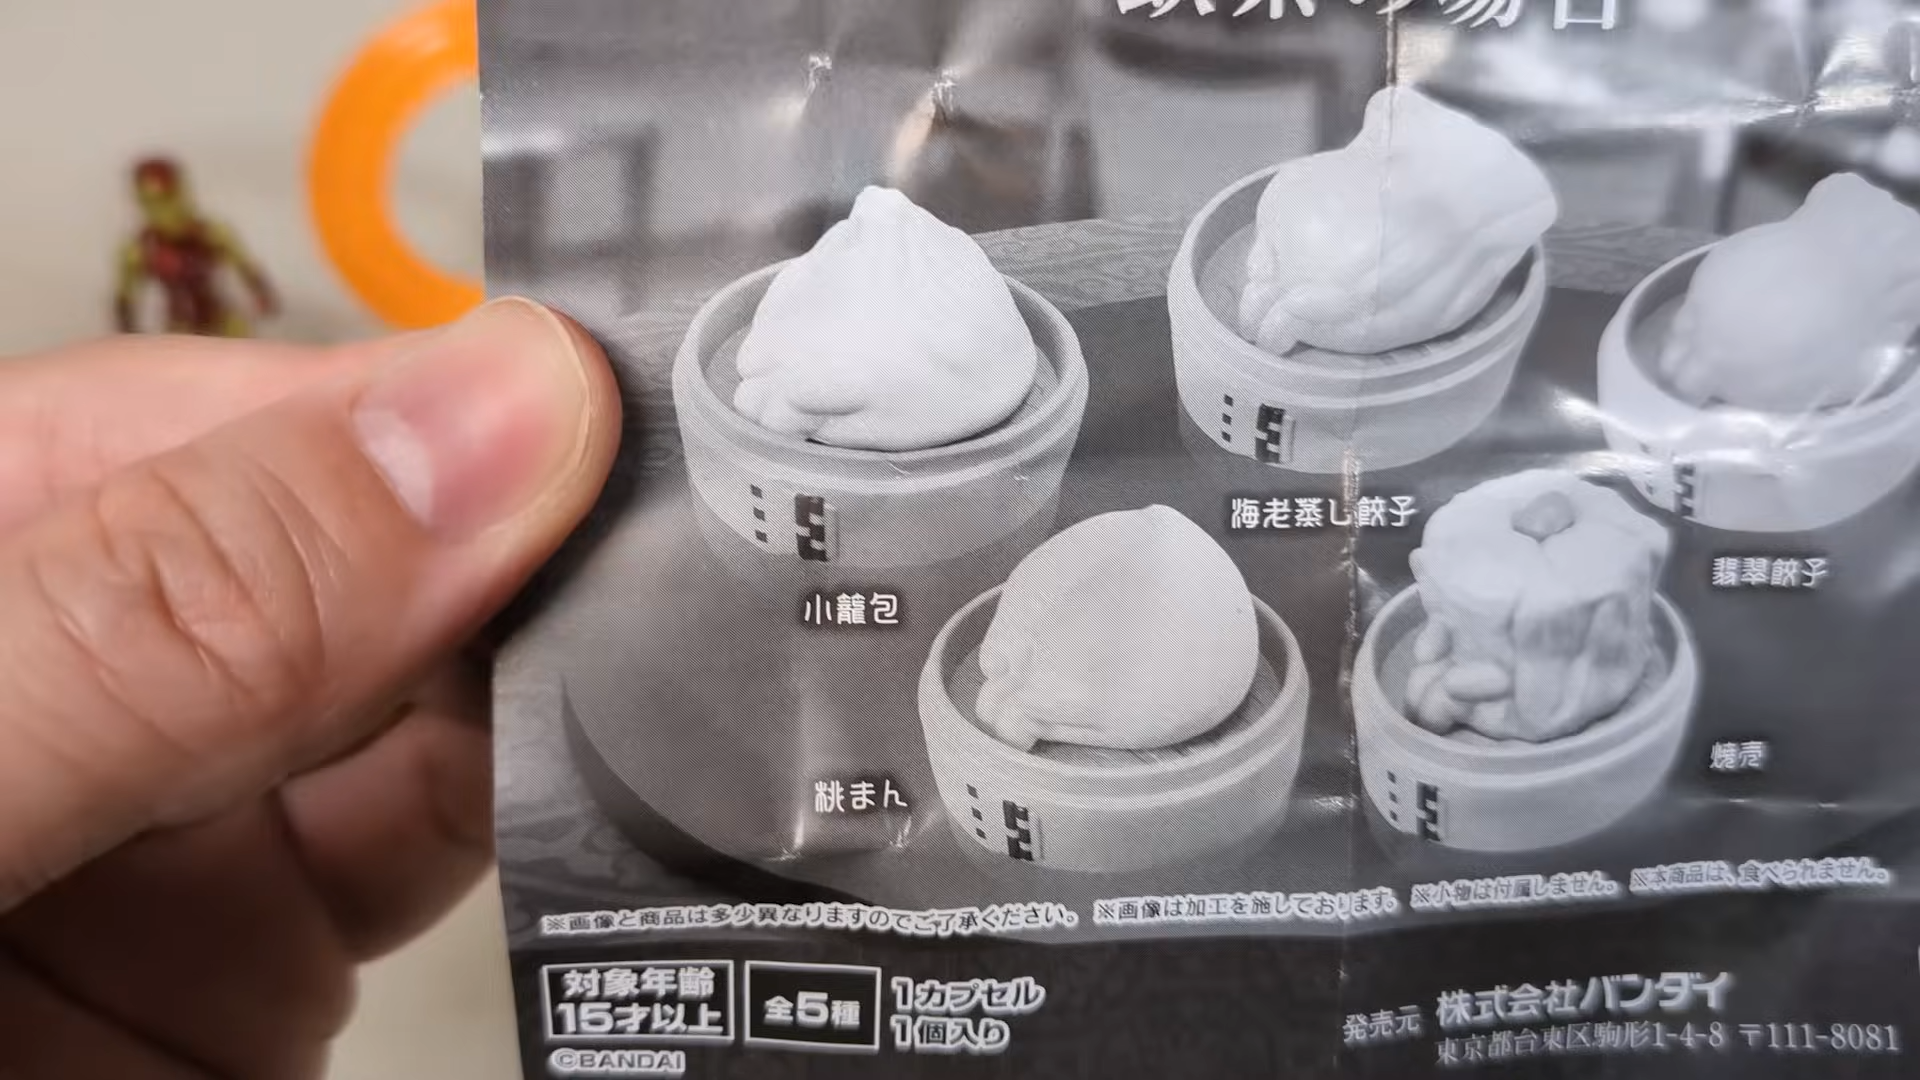 の場合
海老蒸し餃子
翡翠餃子
小籠包
焼売
桃まん
※画像と商品は多少異なりますのでご了承ください。 ※画像は加工を施しております。 ※小物は付属しません。 ※本商品は、食べられません。
対象年齢
15才以上
全5種
1カプセル
1個入り
©BANDAI
発売元 株式会社バンダイ
東京都台東区駒形1-4-8 〒111-8081